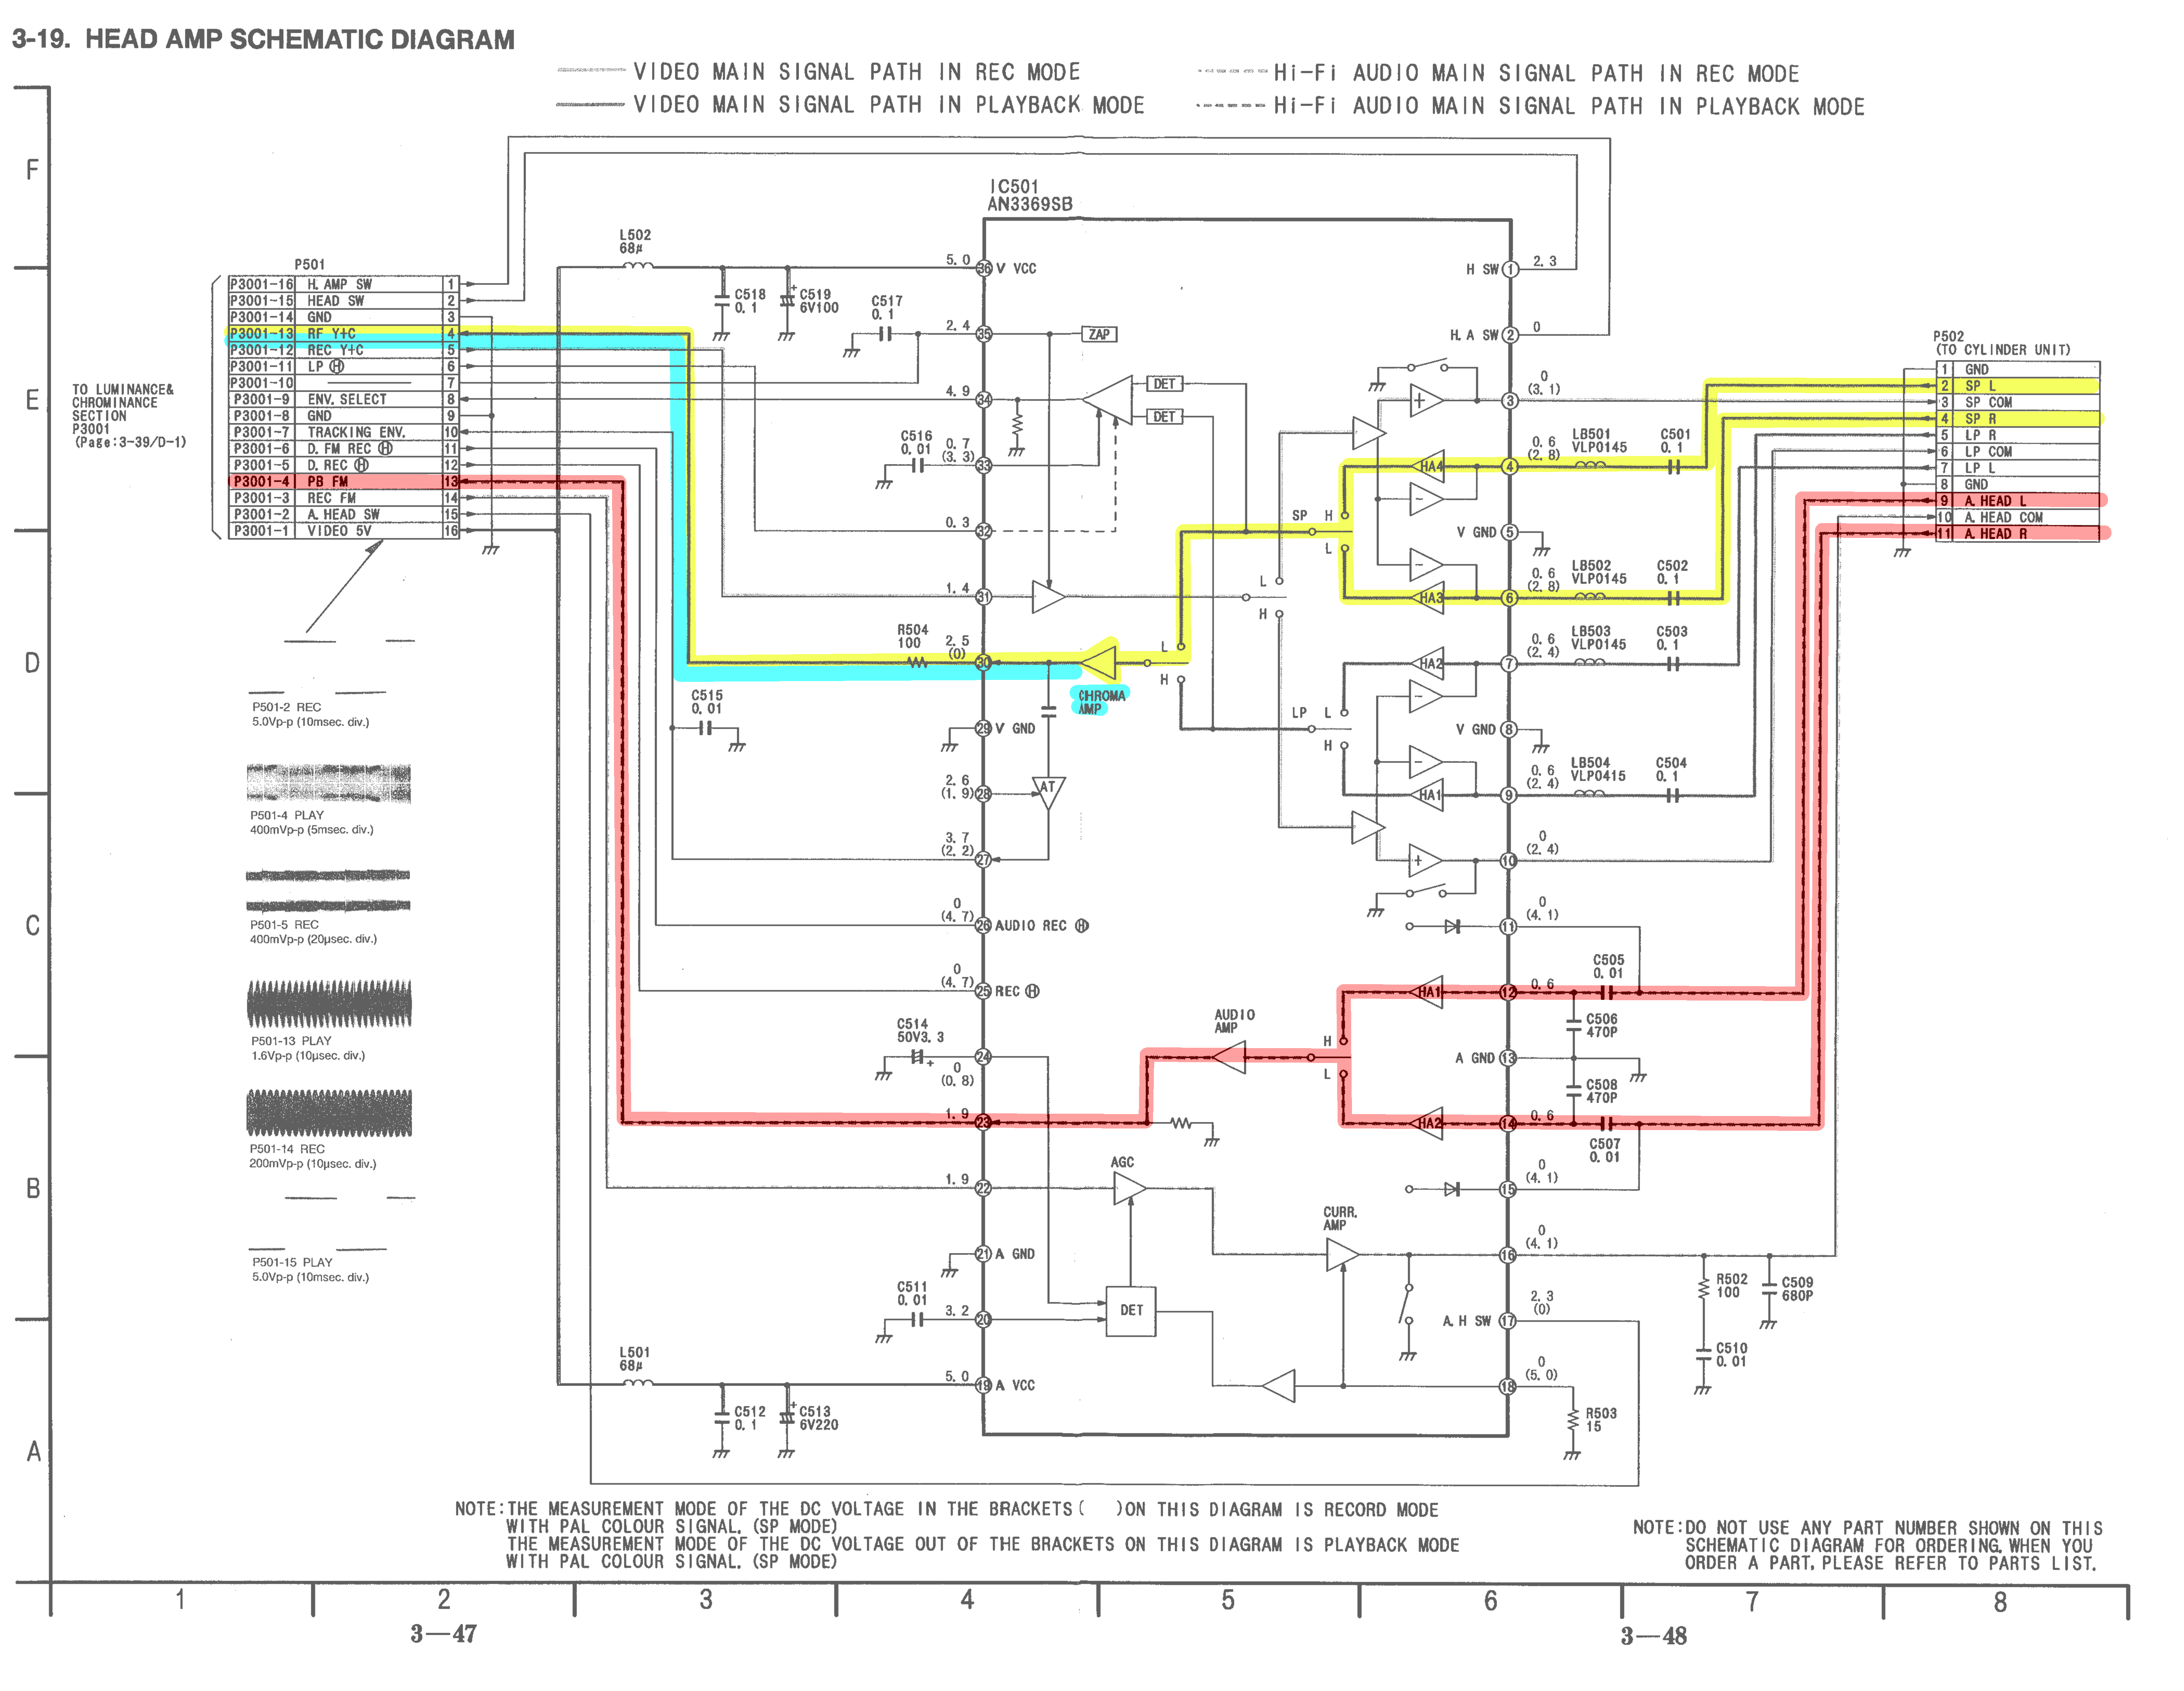 3-19. HEAD AMP SCHEMATIC DIAGRAM
VIDEO MAIN SIGNAL PATH IN REC MODE
Hi-Fi AUDIO MAIN SIGNAL PATH IN REC MODE
VIDEO MAIN SIGNAL PATH IN PLAYBACK MODE
Hi-Fi AUDIO MAIN SIGNAL PATH IN PLAYBACK MODE
F
E
D
C
B
A
TO LUMINANCE&
CHROMINANCE
SECTION
P3001
(Page:3-39/D-1)
P501
P3001-16 H. AMP SW 1
P3001-15 HEAD SW 2
P3001-14 GND 3
P3001-13 RF Y+C 4
P3001-12 REC Y+C 5
P3001-11 LP Ⓗ 6
P3001-10 7
P3001-9 ENV. SELECT 8
P3001-8 GND 9
P3001-7 TRACKING ENV. 10
P3001-6 D. FM REC Ⓗ 11
P3001-5 D. REC Ⓗ 12
P3001-4 PB FM 13
P3001-3 REC FM 14
P3001-2 A. HEAD SW 15
P3001-1 VIDEO 5V 16
P501-2 REC
5.0Vp-p (10msec. div.)
P501-4 PLAY
400mVp-p (5msec. div.)
P501-5 REC
400mVp-p (20µsec. div.)
P501-13 PLAY
1.6Vp-p (10µsec. div.)
P501-14 REC
200mVp-p (10µsec. div.)
P501-15 PLAY
5.0Vp-p (10msec. div.)
L502
68µ
C518
0.1
C519
6V100
+
C517
0.1
C516
0.01
R504
100
C515
0.01
C514
50V3.3
+
C511
0.01
L501
68µ
C512
0.1
C513
6V220
+
IC501
AN3369SB
5.0 36 V VCC
2.4 35
4.9 34
0.7
(3.3) 33
0.3 32
1.4 31
2.5
(0) 30
29 V GND
2.6
(1.9) 28
3.7
(2.2) 27
0
(4.7) 26 AUDIO REC Ⓗ
0
(4.7) 25 REC Ⓗ
24
0
(0.8)
1.9 23
1.9 22
21 A GND
3.2 20
5.0 19 A VCC
ZAP
DET
DET
CHROMA
AMP
AT
L
H
L
H
SP H
L
LP L
H
HA4
HA3
HA2
HA1
+
-
-
-
-
+
AUDIO
AMP
H
L
HA1
HA2
AGC
CURR.
AMP
DET
H SW 1 2.3
H. A SW 2 0
3 0
(3.1)
4 0.6
(2.8)
V GND 5
6 0.6
(2.8)
7 0.6
(2.4)
V GND 8
9 0.6
(2.4)
10 0
(2.4)
11 0
(4.1)
12 0.6
A GND 13
14 0.6
15 0
(4.1)
16 0
(4.1)
A. H SW 17 2.3
(0)
18 0
(5.0)
LB501
VLP0145
C501
0.1
LB502
VLP0145
C502
0.1
LB503
VLP0145
C503
0.1
LB504
VLP0415
C504
0.1
C505
0.01
C506
470P
C508
470P
C507
0.01
R502
100
C509
680P
C510
0.01
R503
15
P502
(TO CYLINDER UNIT)
1 GND
2 SP L
3 SP COM
4 SP R
5 LP R
6 LP COM
7 LP L
8 GND
9 A. HEAD L
10 A. HEAD COM
11 A. HEAD R
NOTE:THE MEASUREMENT MODE OF THE DC VOLTAGE IN THE BRACKETS( )ON THIS DIAGRAM IS RECORD MODE
WITH PAL COLOUR SIGNAL. (SP MODE)
THE MEASUREMENT MODE OF THE DC VOLTAGE OUT OF THE BRACKETS ON THIS DIAGRAM IS PLAYBACK MODE
WITH PAL COLOUR SIGNAL. (SP MODE)
NOTE:DO NOT USE ANY PART NUMBER SHOWN ON THIS
SCHEMATIC DIAGRAM FOR ORDERING. WHEN YOU
ORDER A PART, PLEASE REFER TO PARTS LIST.
1 2 3 4 5 6 7 8
3—47
3—48